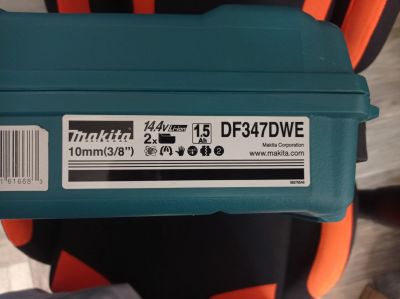 makita
14.4V Li-ion
2x
1.5 Ah
DF347DWE
Makita Corporation
10mm(3/8")
www.makita.com